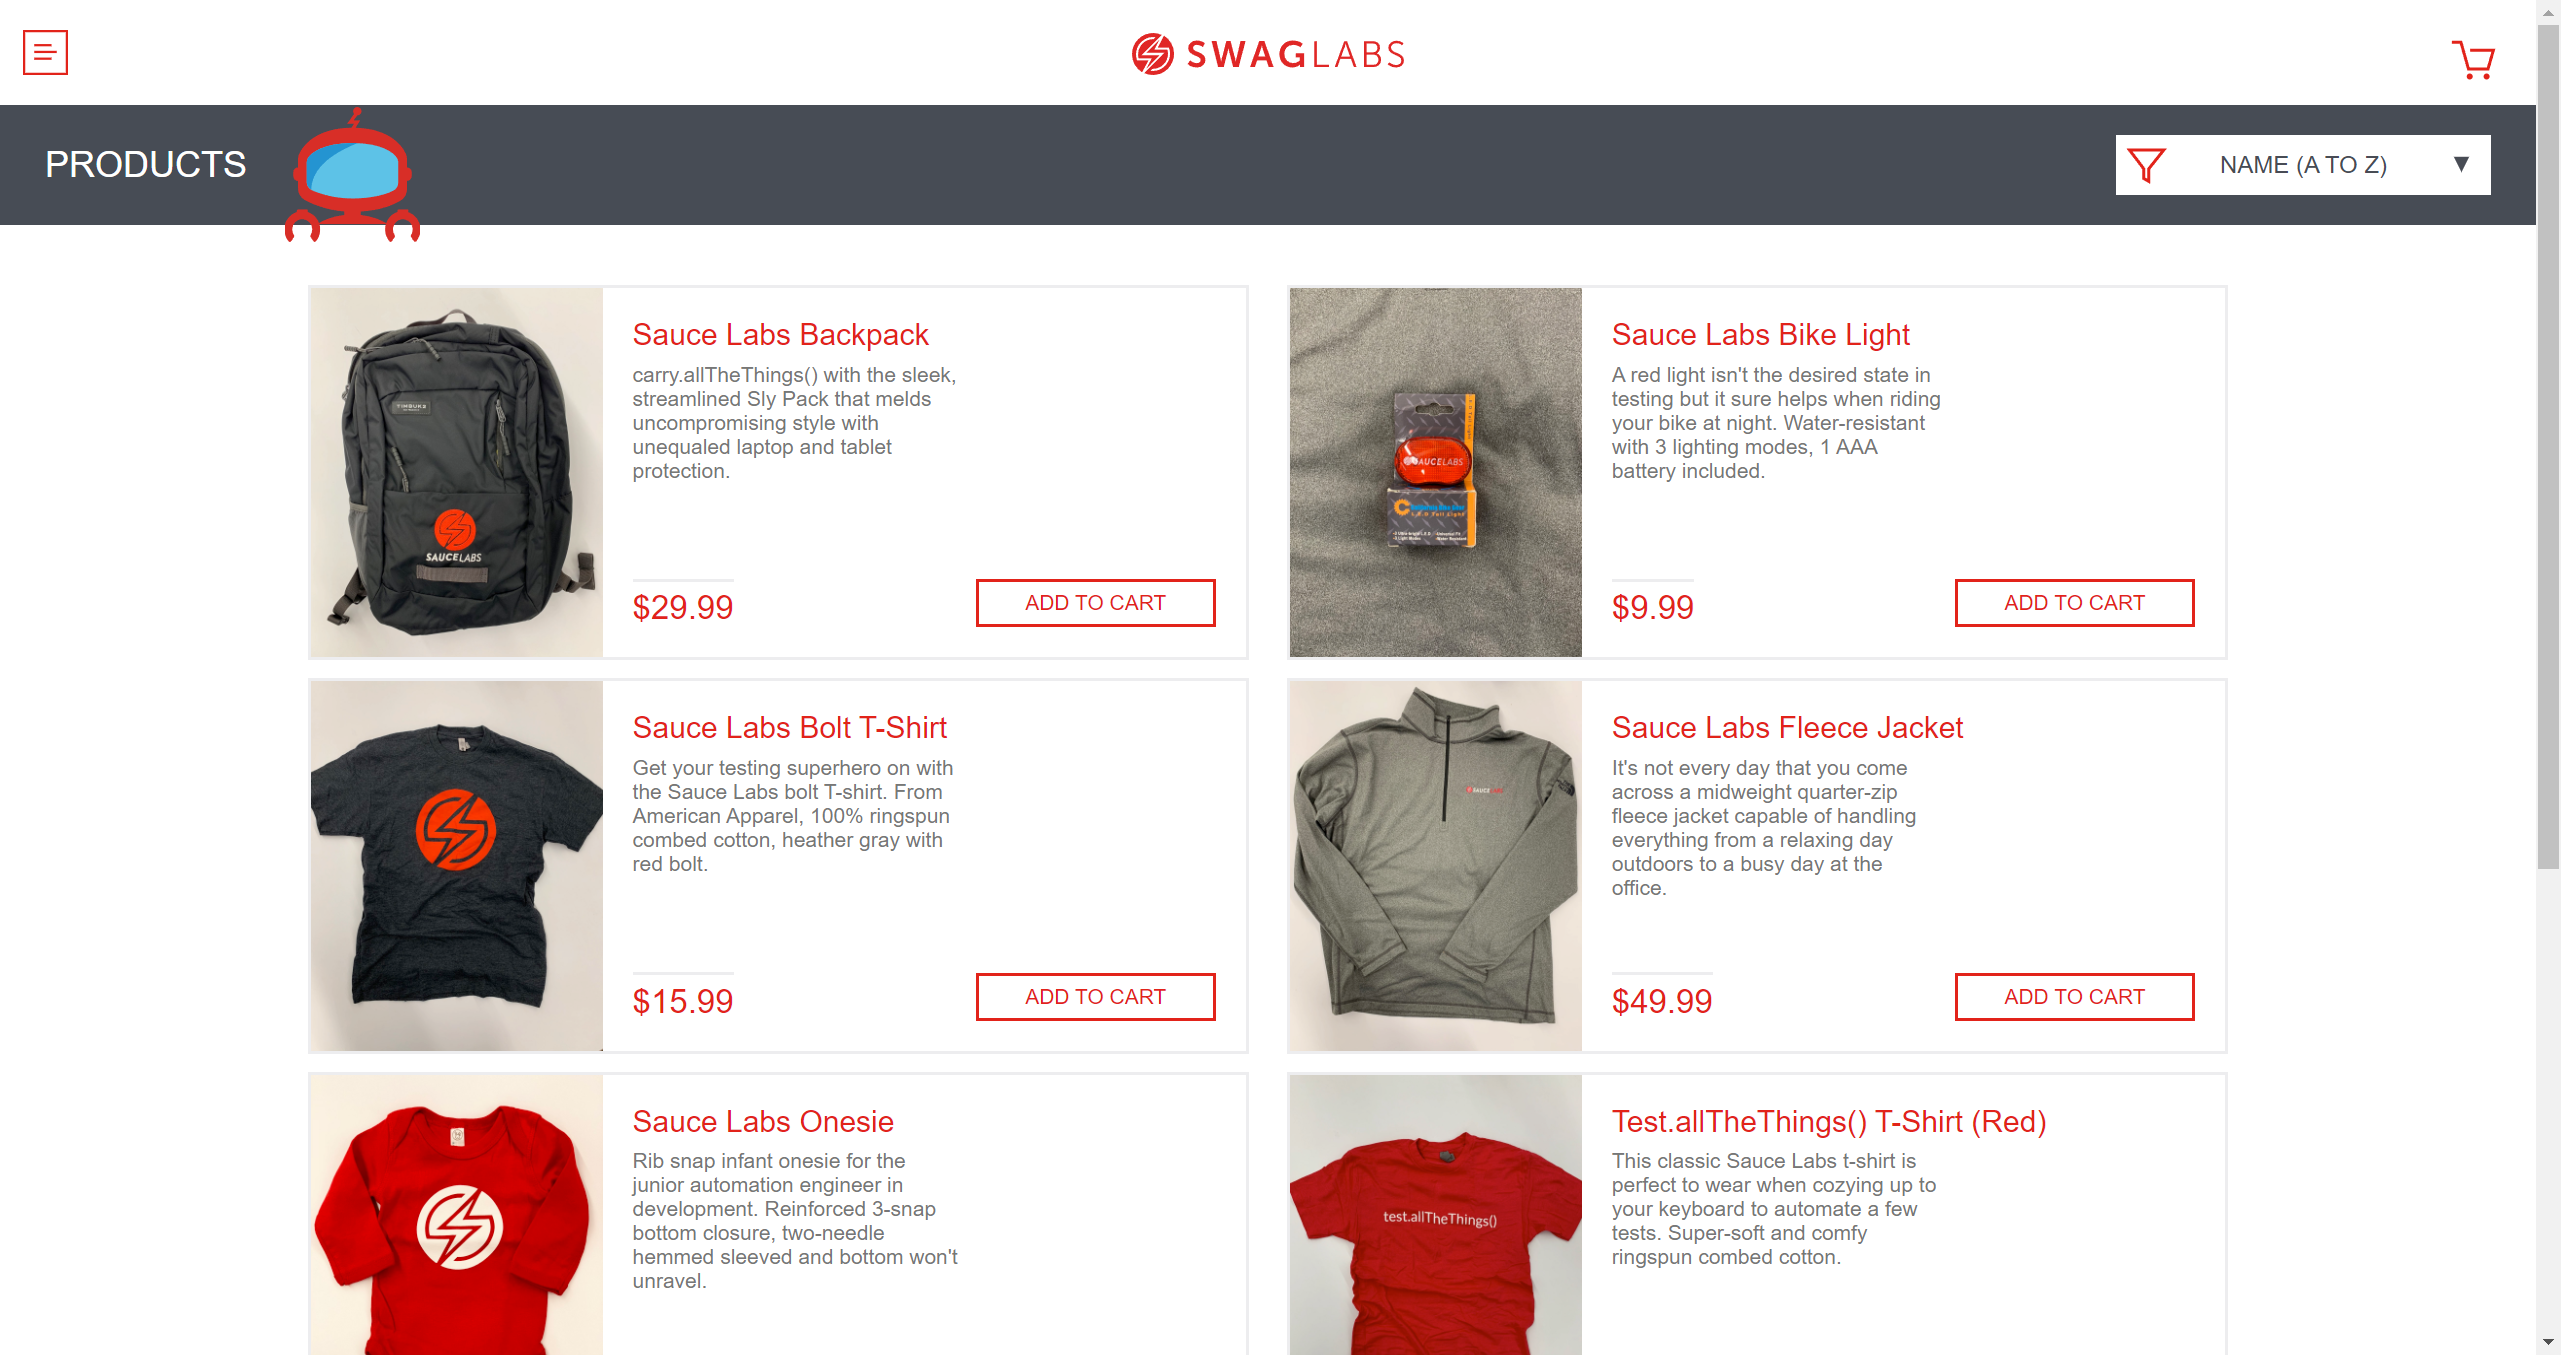 SWAGLABS
PRODUCTS
NAME (A TO Z)
Sauce Labs Backpack
carry.allTheThings() with the sleek,
streamlined Sly Pack that melds
uncompromising style with
unequaled laptop and tablet
protection.
$29.99
ADD TO CART
SAUCELABS
Sauce Labs Bike Light
A red light isn't the desired state in
testing but it sure helps when riding
your bike at night. Water-resistant
with 3 lighting modes, 1 AAA
battery included.
$9.99
ADD TO CART
SAUCELABS
Sauce Labs Bolt T-Shirt
Get your testing superhero on with
the Sauce Labs bolt T-shirt. From
American Apparel, 100% ringspun
combed cotton, heather gray with
red bolt.
$15.99
ADD TO CART
Sauce Labs Fleece Jacket
It's not every day that you come
across a midweight quarter-zip
fleece jacket capable of handling
everything from a relaxing day
outdoors to a busy day at the
office.
$49.99
ADD TO CART
SAUCELABS
Sauce Labs Onesie
Rib snap infant onesie for the
junior automation engineer in
development. Reinforced 3-snap
bottom closure, two-needle
hemmed sleeved and bottom won't
unravel.
Test.allTheThings() T-Shirt (Red)
This classic Sauce Labs t-shirt is
perfect to wear when cozying up to
your keyboard to automate a few
tests. Super-soft and comfy
ringspun combed cotton.
test.allTheThings()